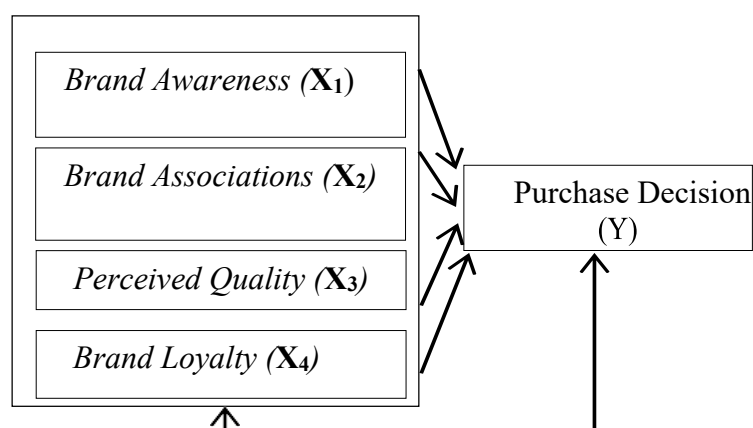 Brand Awareness (X1)
Brand Associations (X2)
Purchase Decision
(Y)
Perceived Quality (X3)
Brand Loyalty (X4)